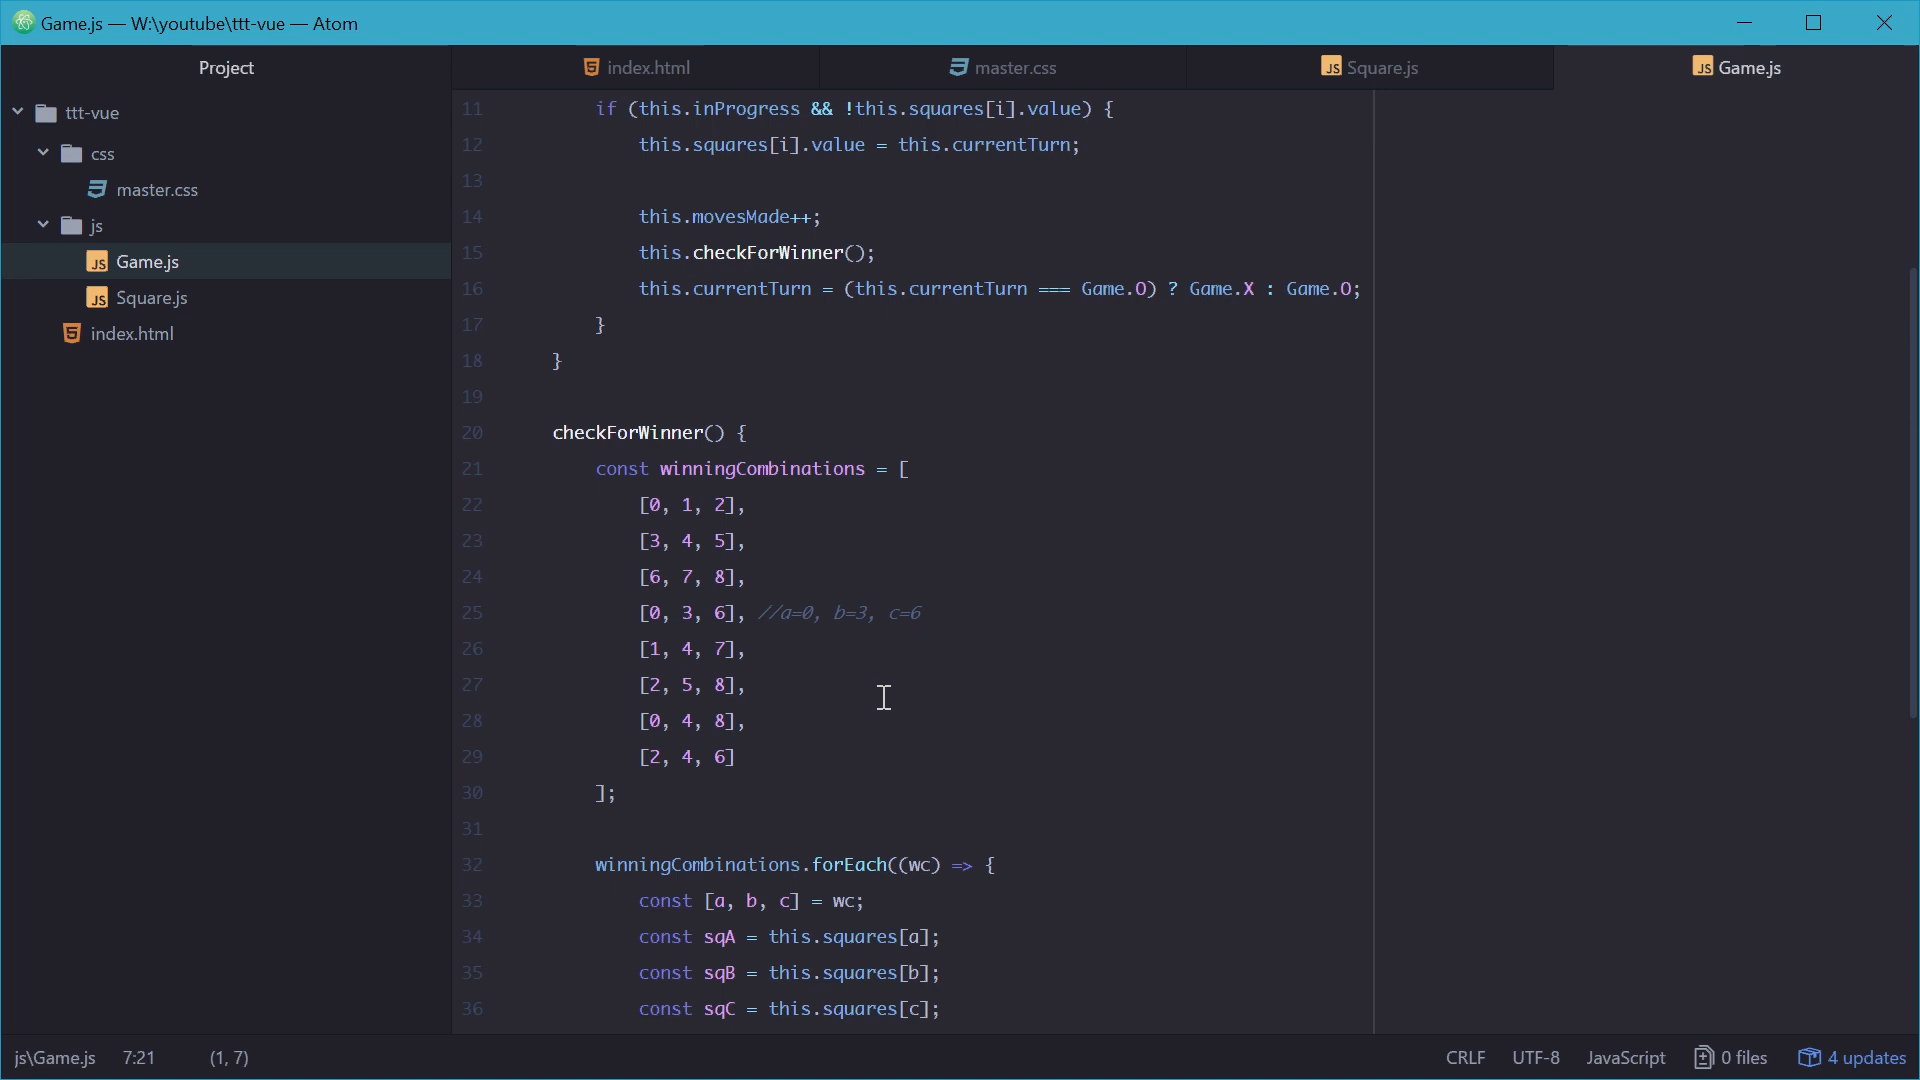 Game.js — W:\youtube\ttt-vue — Atom
Project
index.html
master.css
JS Square.js
JS Game.js
ttt-vue
css
master.css
js
JS Game.js
JS Square.js
index.html
11 if (this.inProgress && !this.squares[i].value) {
12 this.squares[i].value = this.currentTurn;
13
14 this.movesMade++;
15 this.checkForWinner();
16 this.currentTurn = (this.currentTurn === Game.O) ? Game.X : Game.O;
17 }
18 }
19
20 checkForWinner() {
21 const winningCombinations = [
22 [0, 1, 2],
23 [3, 4, 5],
24 [6, 7, 8],
25 [0, 3, 6], //a=0, b=3, c=6
26 [1, 4, 7],
27 [2, 5, 8],
28 [0, 4, 8],
29 [2, 4, 6]
30 ];
31
32 winningCombinations.forEach((wc) => {
33 const [a, b, c] = wc;
34 const sqA = this.squares[a];
35 const sqB = this.squares[b];
36 const sqC = this.squares[c];
js\Game.js 7:21 (1, 7) CRLF UTF-8 JavaScript 0 files 4 updates